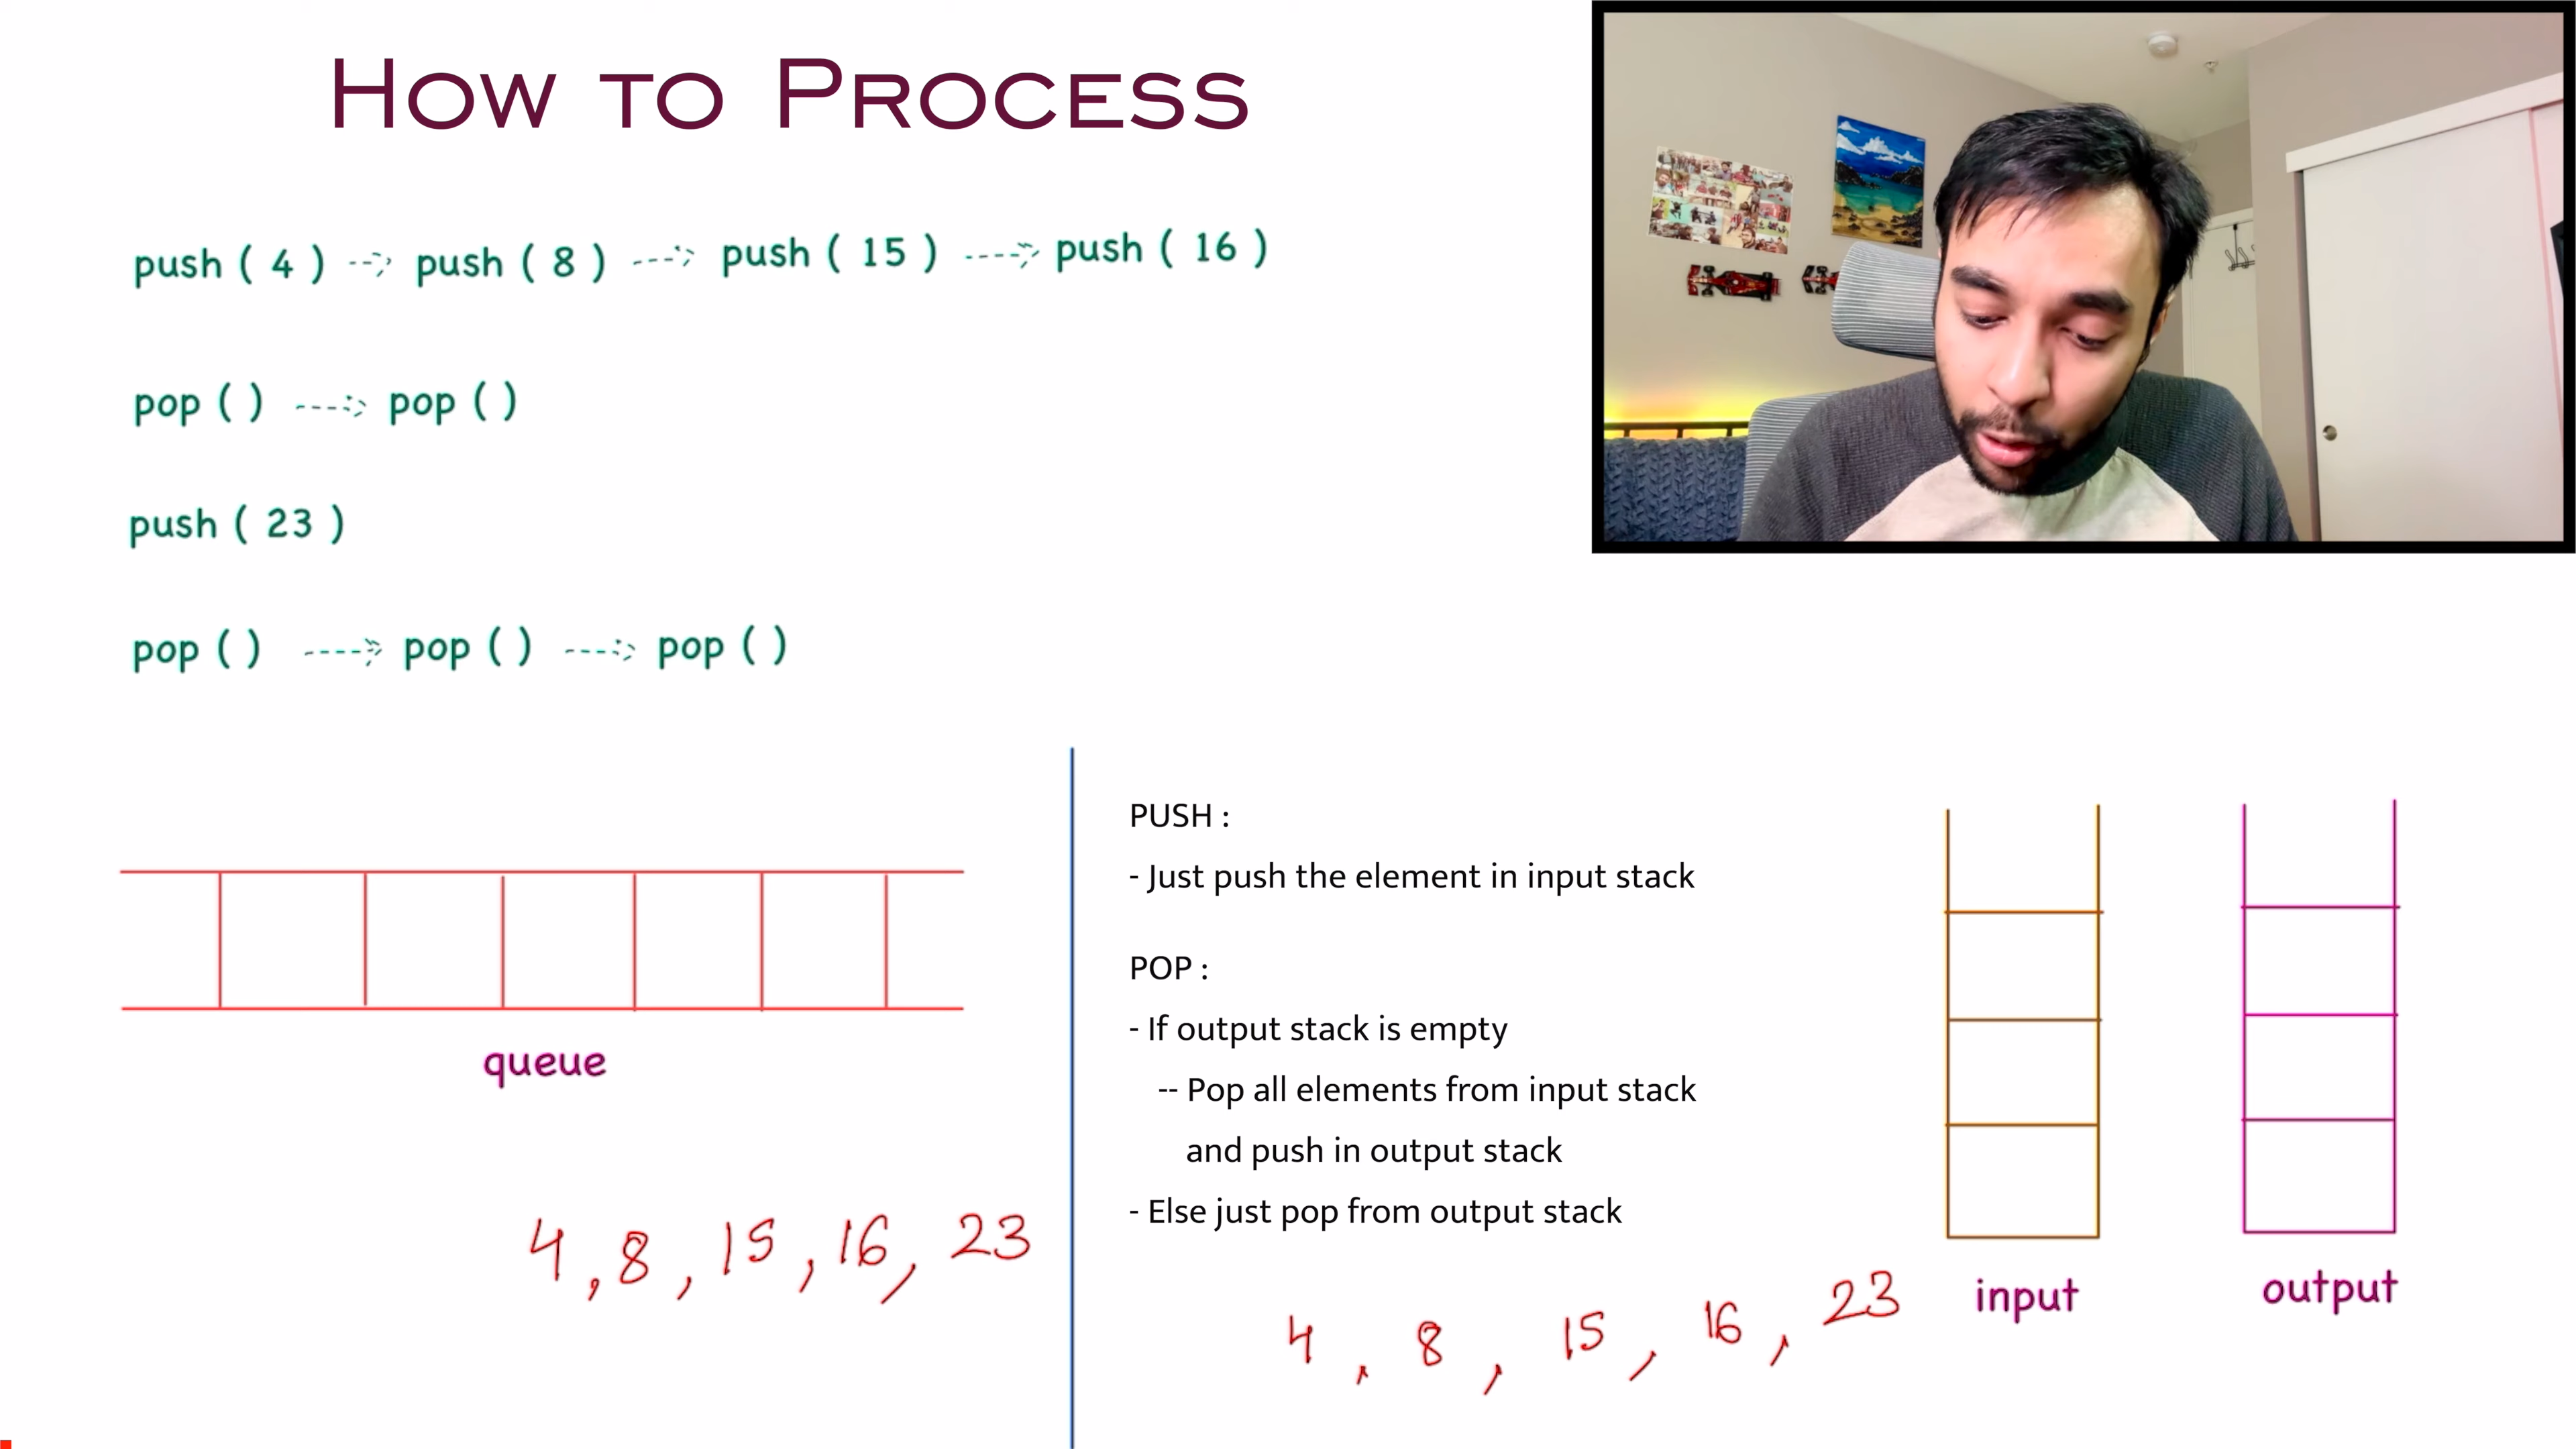 HOW TO PROCESS
push ( 4 ) ---> push ( 8 ) ---> push ( 15 ) ---> push ( 16 )
pop ( ) ---> pop ( )
push ( 23 )
pop ( ) ---> pop ( ) ---> pop ( )
queue
4 , 8 , 15 , 16 , 23
PUSH :
- Just push the element in input stack
POP :
- If output stack is empty
-- Pop all elements from input stack
and push in output stack
- Else just pop from output stack
4 , 8 , 15 , 16 , 23
input
output